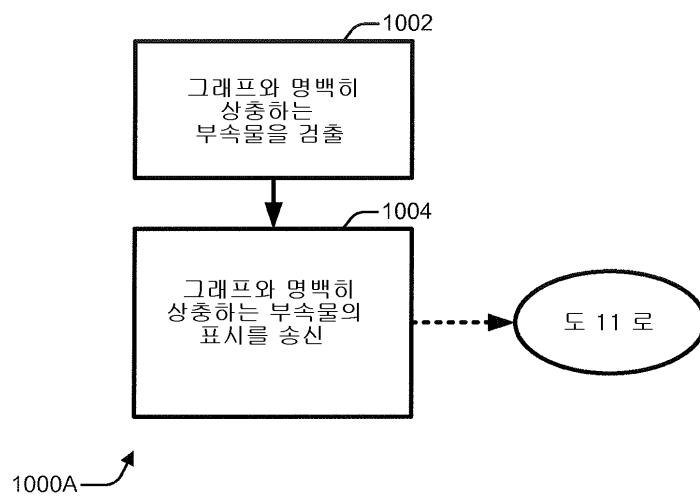 1002
그래프와 명백히
상충하는
부속물을 검출
1004
그래프와 명백히
상충하는 부속물의
표시를 송신
도 11 로
1000A